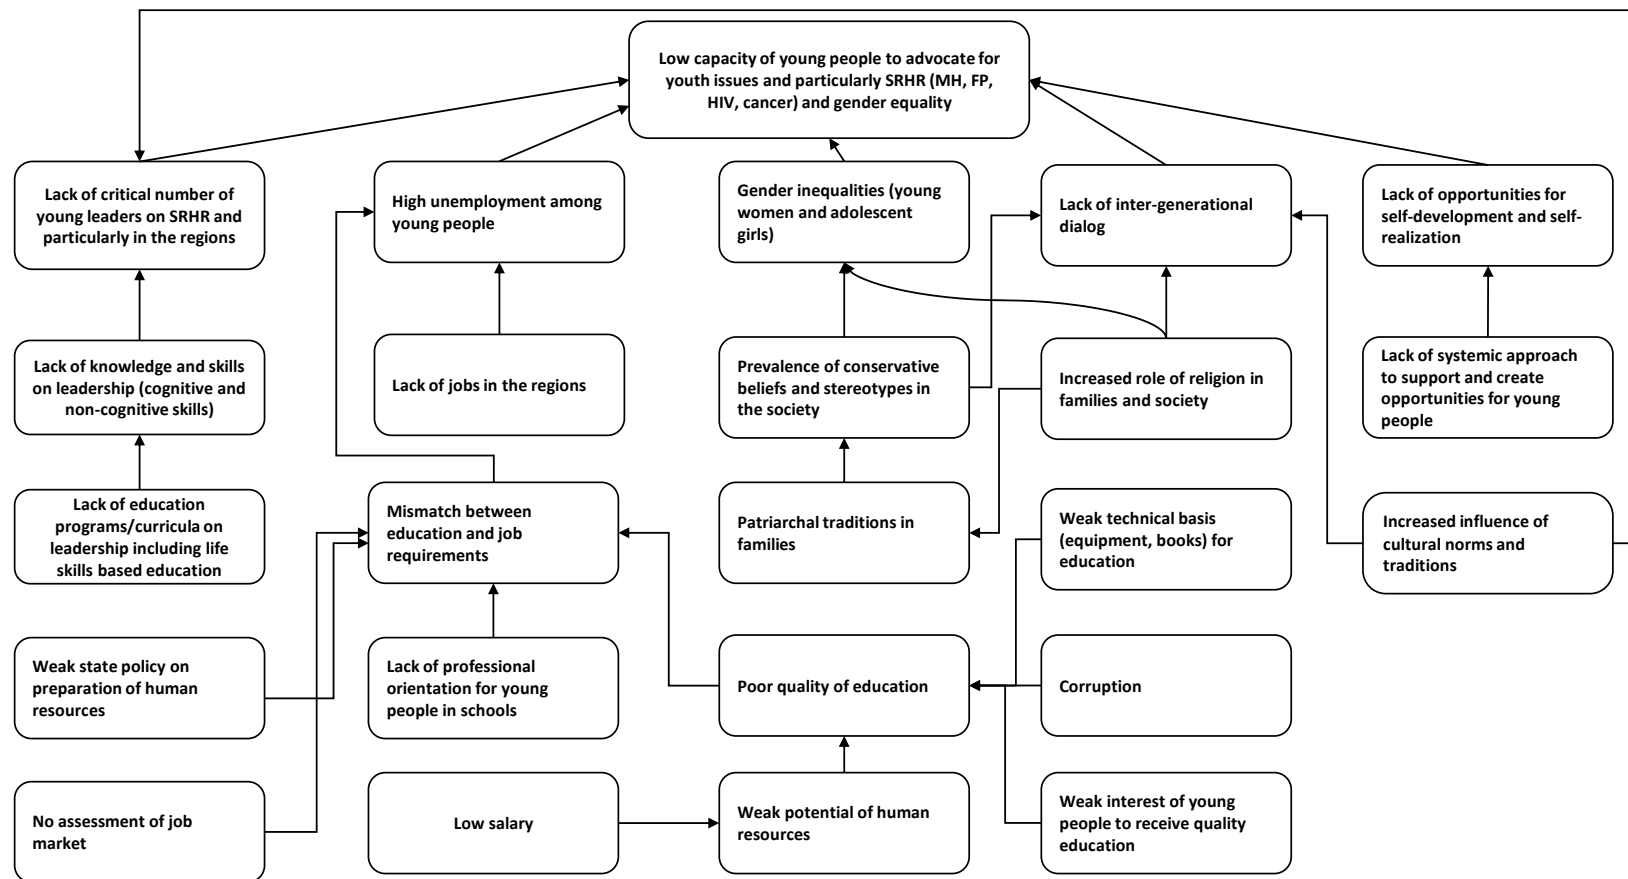 Low capacity of young people to advocate for
youth issues and particularly SRHR (MH, FP,
HIV, cancer) and gender equality
Lack of critical number of
young leaders on SRHR and
particularly in the regions
High unemployment among
young people
Gender inequalities (young
women and adolescent
girls)
Lack of inter-generational
dialog
Lack of opportunities for
self-development and self-
realization
Lack of knowledge and skills
on leadership (cognitive and
non-cognitive skills)
Lack of jobs in the regions
Prevalence of conservative
beliefs and stereotypes in
the society
Increased role of religion in
families and society
Lack of systemic approach
to support and create
opportunities for young
people
Lack of education
programs/curricula on
leadership including life
skills based education
Mismatch between
education and job
requirements
Patriarchal traditions in
families
Weak technical basis
(equipment, books) for
education
Increased influence of
cultural norms and
traditions
Weak state policy on
preparation of human
resources
Lack of professional
orientation for young
people in schools
Poor quality of education
Corruption
No assessment of job
market
Low salary
Weak potential of human
resources
Weak interest of young
people to receive quality
education